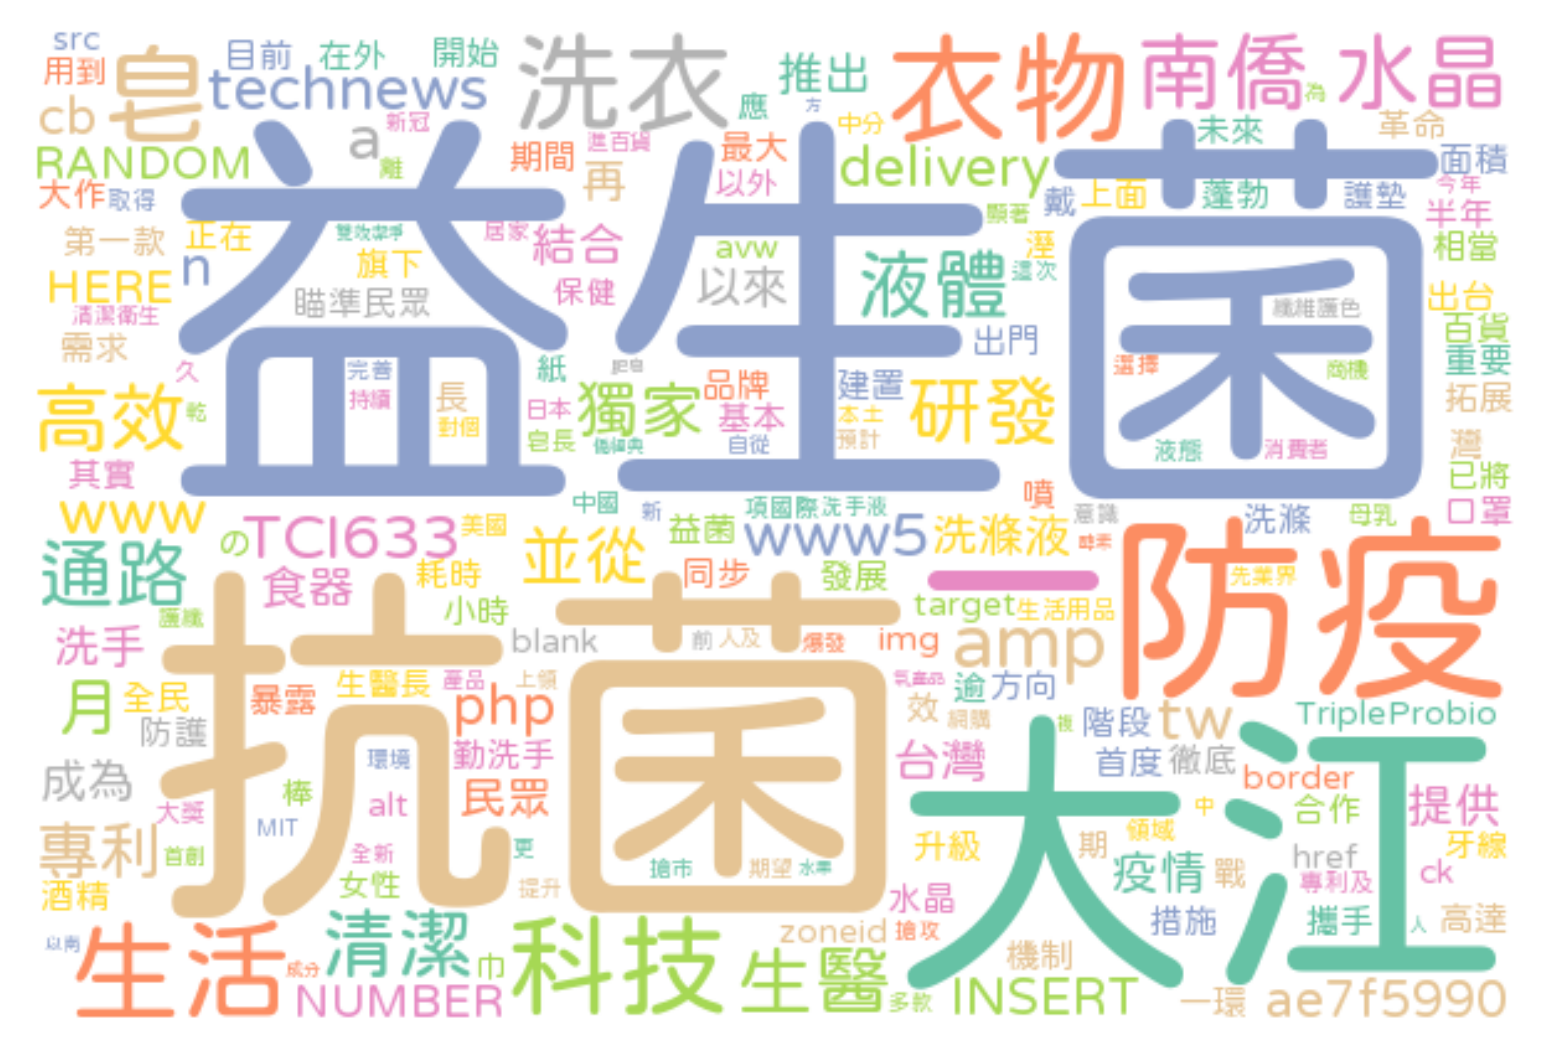 src
目前
在外
開始
洗衣
推出
衣物
南僑
水晶
用到
皂
technews
應
方
為
cb
a
新冠
進百貨
中分
未來
革命
RANDOM
離
期間
再
最大
以外
delivery
面積
今年
大作
取得
戴
上面
蓬勃
護墊
半年
益生菌
第一款
正在
雙效潔淨
居家
結合
avw
顯著
溼
這次
相當
n
旗下
HERE
瞄準民眾
保健
以來
液體
纖維護色
出台
清潔衛生
需求
出門
百貨
久
完善
紙
肥皂
品牌
建置
選擇
商機
重要
高效
乾
持續
長
對個
日本
皂長
獨家
基本
自從
本土
預計
研發
拓展
其實
液態
消費者
灣
已將
www
中國
新
項國際洗手液
噴
意識
洗滌
母乳
口罩
の
TCI633
美國
並從
益菌
www5
洗滌液
酵素
防疫
通路
食器
耗時
同步
發展
一
先業界
護纖
小時
target
生活用品
洗手
抗菌
blank
前
人及
爆發
img
amp
月
全民
暴露
生醫長
產品
上領
php
氧產品
逾
方向
防護
效
網購
複
階段
tw
TripleProbio
成為
環境
勤洗手
台灣
大江
首度
徹底
border
大獎
棒
alt
民眾
中
合作
提供
MIT
專利
首創
全新
更
升級
期
領域
href
牙線
酒精
女性
提升
搶市
期望
水果
疫情
戰
專利及
ck
水晶
措施
攜手
人
高達
以南
生活
成分
清潔
巾
科技
zoneid
搶攻
機制
NUMBER
生醫
多款
INSERT
一環
ae7f5990